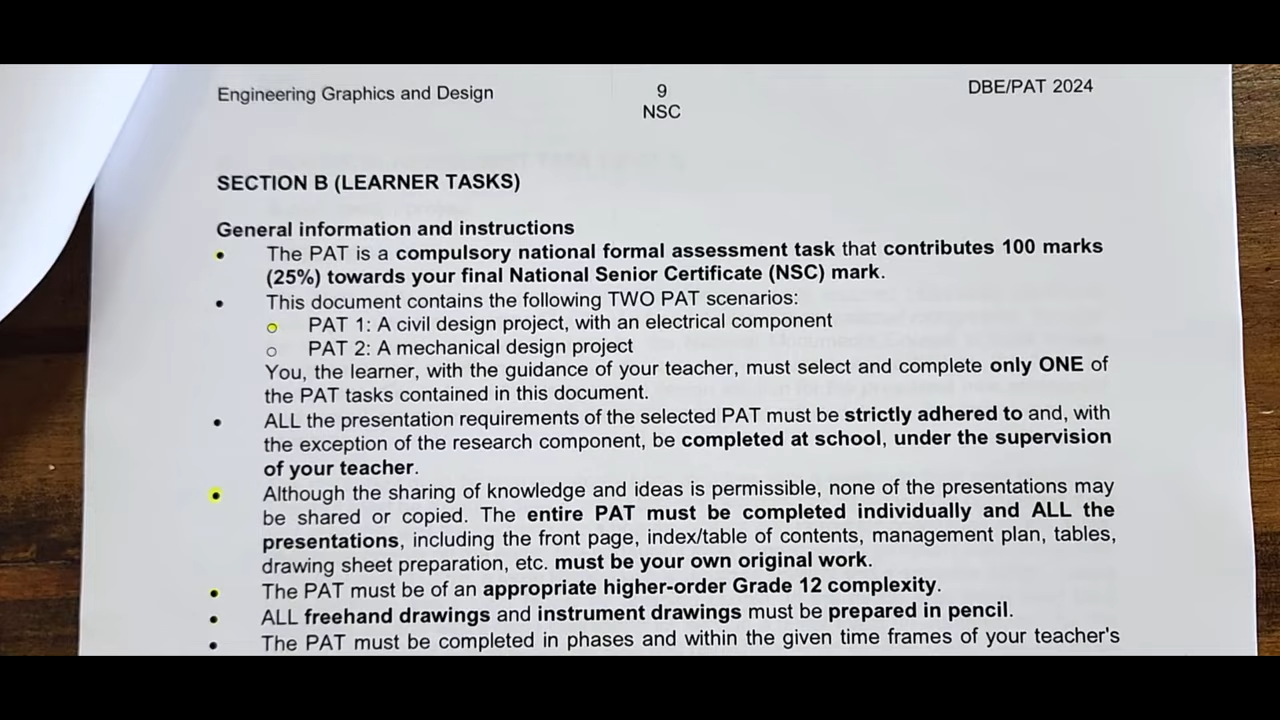 Engineering Graphics and Design
9
NSC
DBE/PAT 2024
SECTION B (LEARNER TASKS)
General information and instructions
• The PAT is a compulsory national formal assessment task that contributes 100 marks
(25%) towards your final National Senior Certificate (NSC) mark.
• This document contains the following TWO PAT scenarios:
o PAT 1: A civil design project, with an electrical component
o PAT 2: A mechanical design project
You, the learner, with the guidance of your teacher, must select and complete only ONE of
the PAT tasks contained in this document.
• ALL the presentation requirements of the selected PAT must be strictly adhered to and, with
the exception of the research component, be completed at school, under the supervision
of your teacher.
• Although the sharing of knowledge and ideas is permissible, none of the presentations may
be shared or copied. The entire PAT must be completed individually and ALL the
presentations, including the front page, index/table of contents, management plan, tables,
drawing sheet preparation, etc. must be your own original work.
• The PAT must be of an appropriate higher-order Grade 12 complexity.
• ALL freehand drawings and instrument drawings must be prepared in pencil.
• The PAT must be completed in phases and within the given time frames of your teacher's